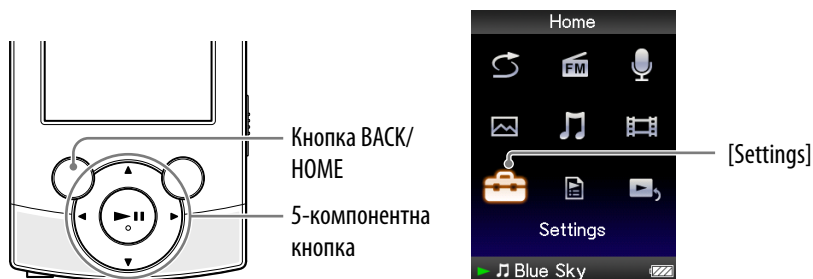 Кнопка BACK/
HOME
5-компонентна
кнопка
Home
FM
[Settings]
Settings
Blue Sky